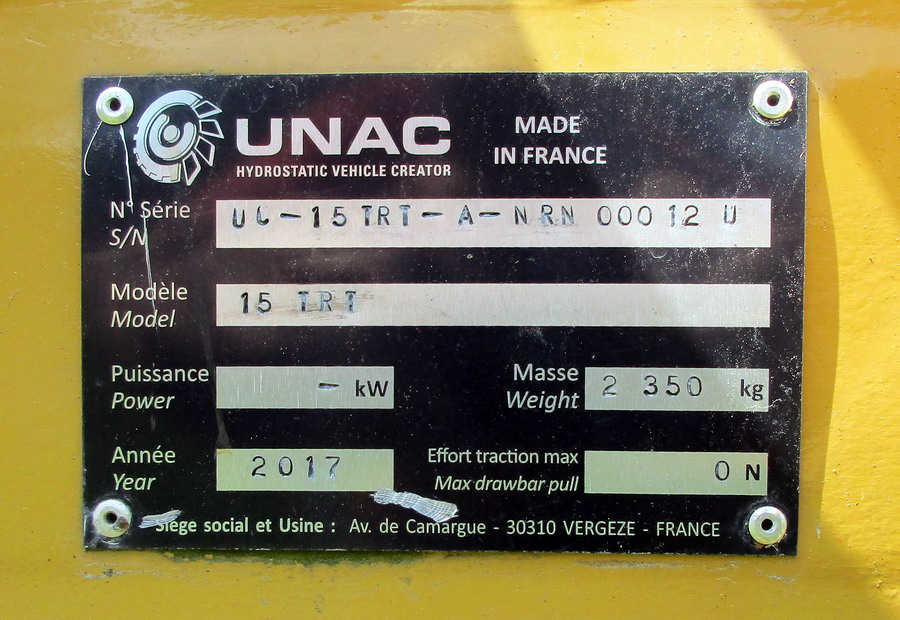 UNAC
HYDROSTATIC VEHICLE CREATOR
MADE
IN FRANCE
N° Série
S/N
UC-15TRT-A-NRN 00012 U
Modèle
Model
15 TRT
Puissance
Power
- kW
Masse
Weight
2 350 kg
Année
Year
2017
Effort traction max
Max drawbar pull
0 N
Siège social et Usine : Av. de Camargue - 30310 VERGEZE - FRANCE